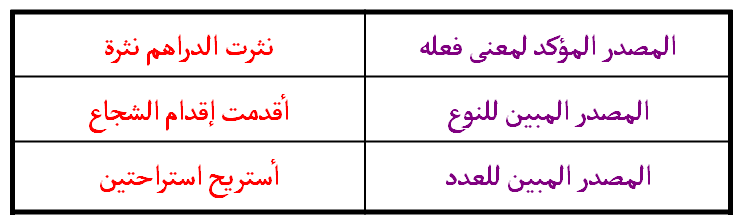 المصدر المؤكد لمعنى فعله نثرت الدراهم نثرة
المصدر المبين للنوع أقدمت إقدام الشجاع
المصدر المبين للعدد أستريح استراحتين